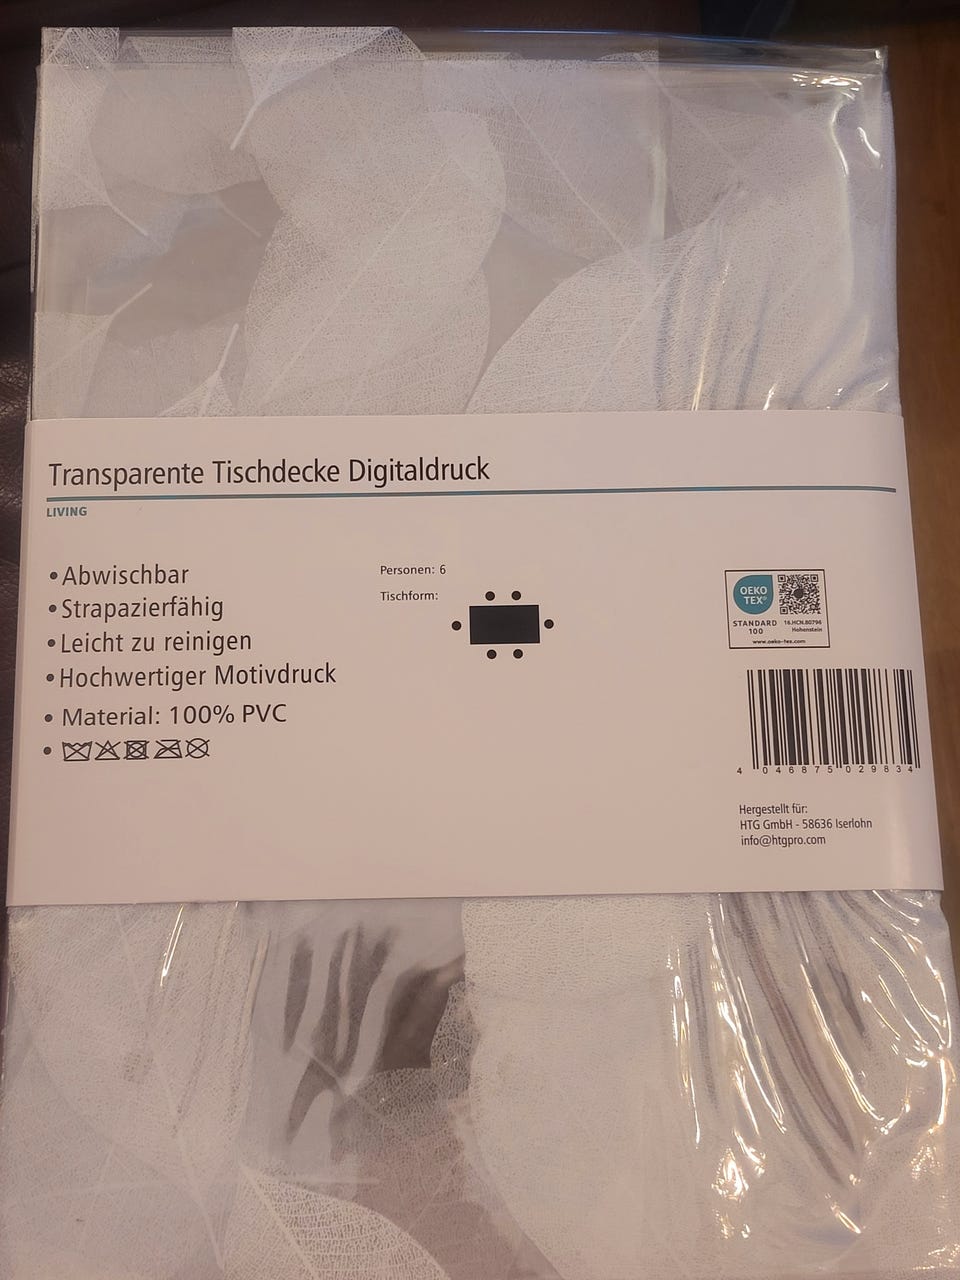 Transparente Tischdecke Digitaldruck
LIVING
• Abwischbar
• Strapazierfähig
• Leicht zu reinigen
• Hochwertiger Motivdruck
• Material: 100% PVC
Personen: 6
Tischform:
OEKO
TEX®
STANDARD
100
16.HCN.80796
Hohenstein
www.oeko-tex.com
4 046875 029834
Hergestellt für:
HTG GmbH - 58636 Iserlohn
info@htgpro.com